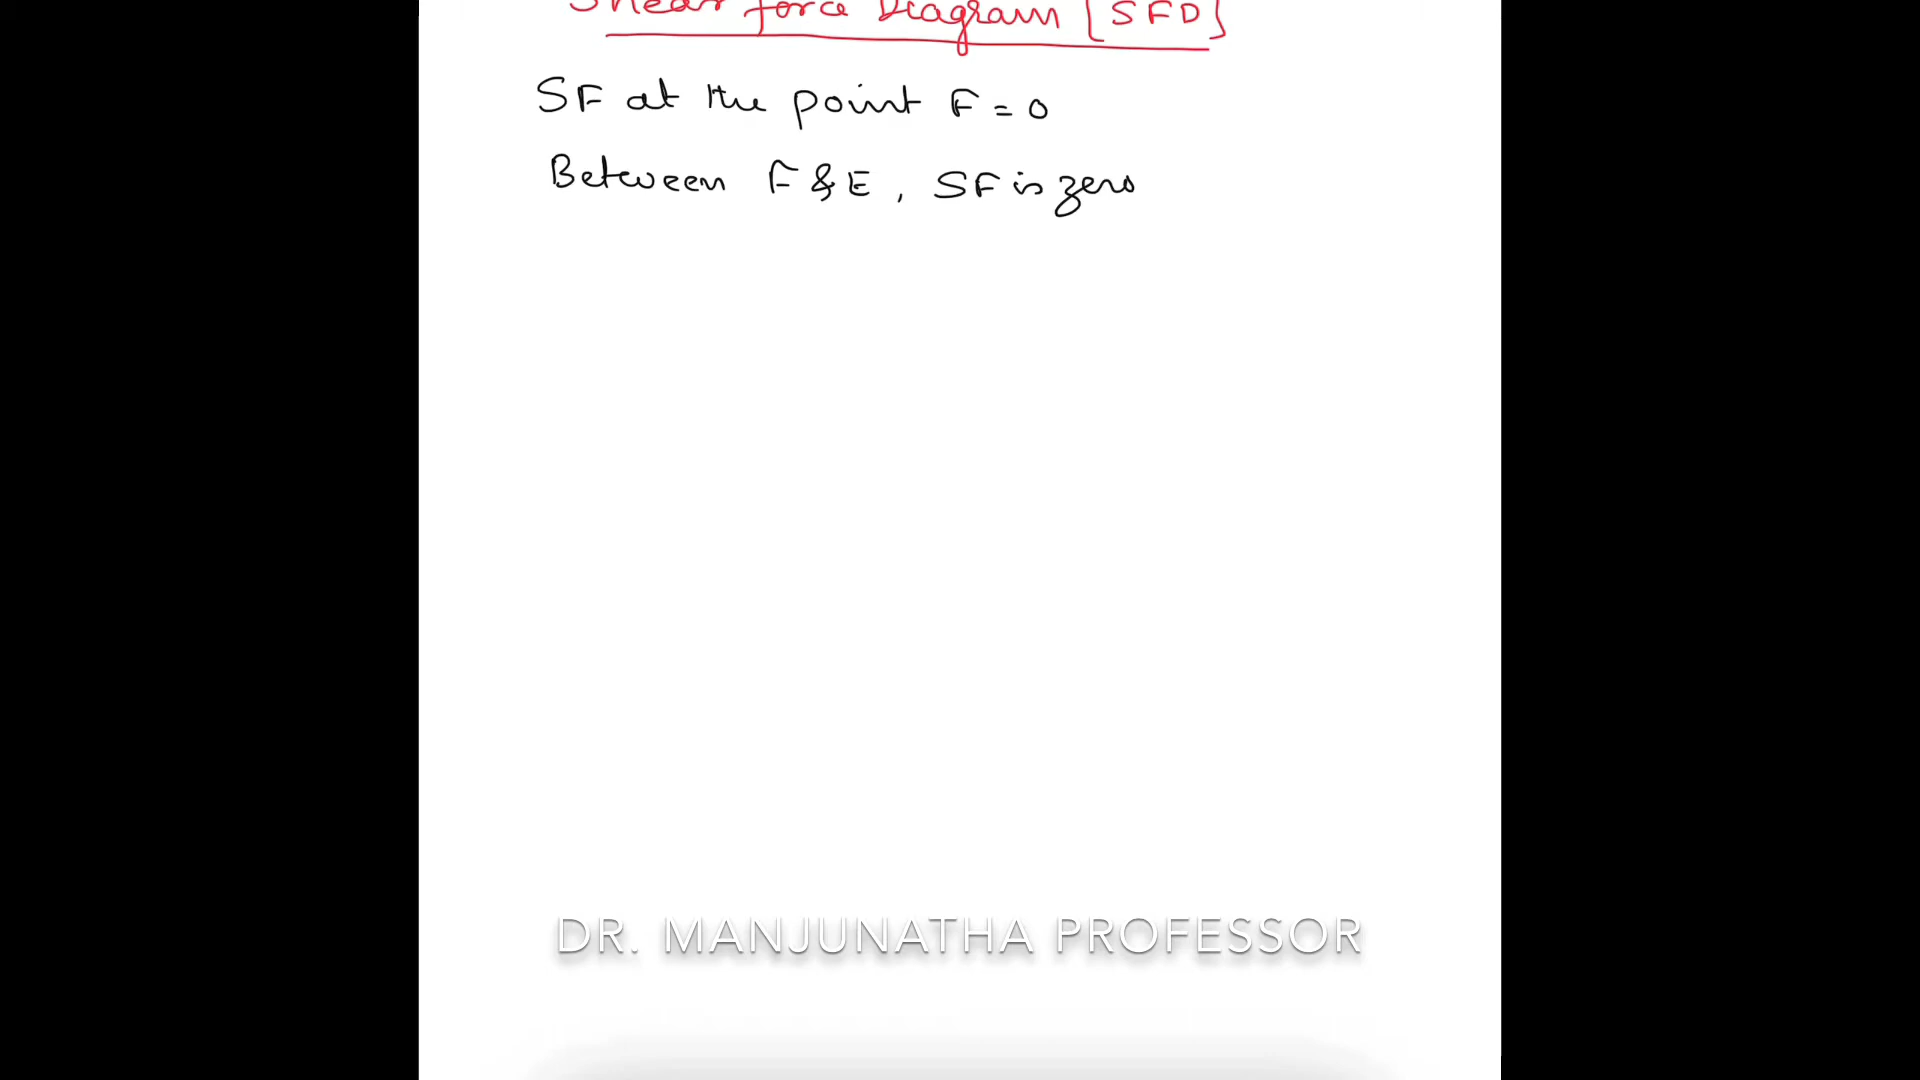 Shear force Diagram [SFD]
SF at the point F = 0
Between F & E, SF is zero
DR. MANJUNATHA PROFESSOR